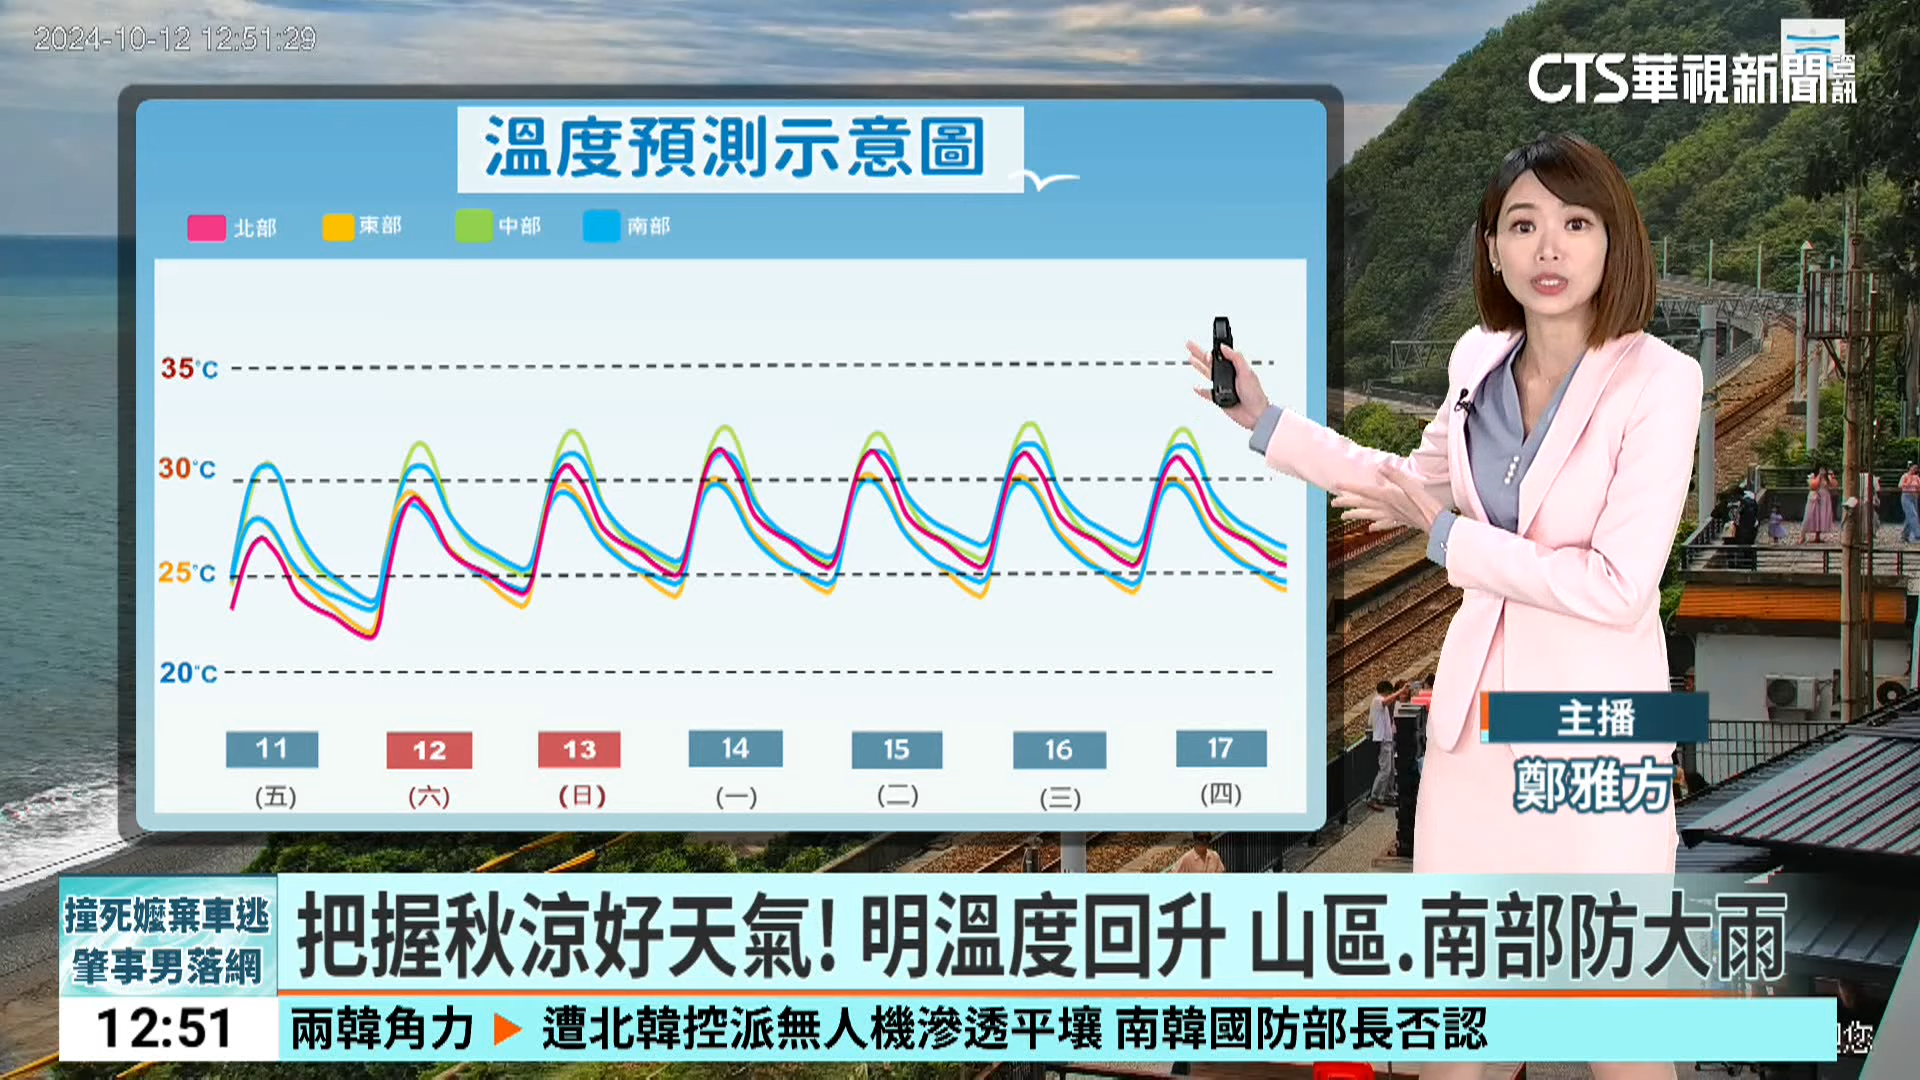 2024-10-12 12:51:29
CTS華視新聞資訊
溫度預測示意圖
北部 東部 中部 南部
35°C
30°C
25°C
20°C
11 12 13 14 15 16 17
(五) (六) (日) (一) (二) (三) (四)
主播
鄭雅方
撞死嬤棄車逃
肇事男落網
把握秋涼好天氣! 明溫度回升 山區.南部防大雨
12:51
兩韓角力 ▶ 遭北韓控派無人機滲透平壤 南韓國防部長否認